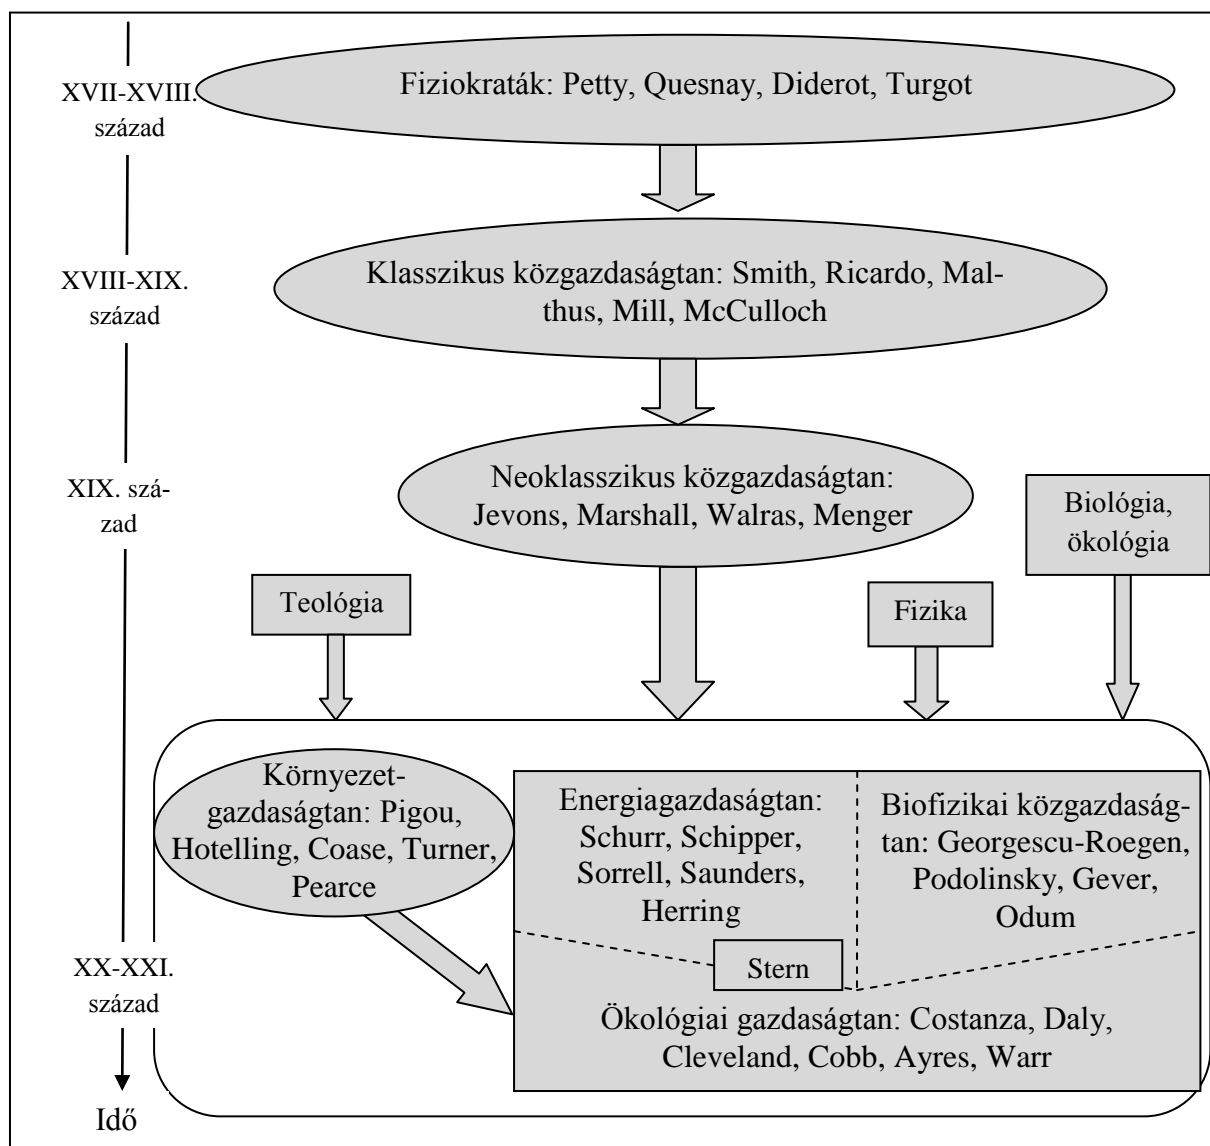 XVII-XVIII.
század
Fiziokraták: Petty, Quesnay, Diderot, Turgot
XVIII-XIX.
század
Klasszikus közgazdaságtan: Smith, Ricardo, Mal-
thus, Mill, McCulloch
XIX. szá-
zad
Neoklasszikus közgazdaságtan:
Jevons, Marshall, Walras, Menger
Biológia,
ökológia
Teológia
Fizika
Környezet-
gazdaságtan: Pigou,
Hotelling, Coase, Turner,
Pearce
Energiagazdaságtan:
Schurr, Schipper,
Sorrell, Saunders,
Herring
Biofizikai közgazdaság-
tan: Georgescu-Roegen,
Podolinsky, Gever,
Odum
Stern
XX-XXI.
század
Ökológiai gazdaságtan: Costanza, Daly,
Cleveland, Cobb, Ayres, Warr
Idő